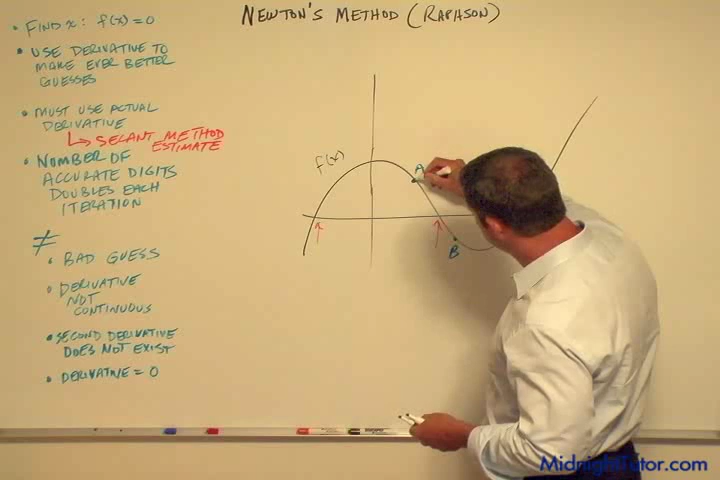 NEWTON'S METHOD (RAPHSON)
• FIND x: f(x) = 0
• USE DERIVATIVE TO
MAKE EVER BETTER
GUESSES
• MUST USE ACTUAL
DERIVATIVE
↳ SECANT METHOD
ESTIMATE
• NUMBER OF
ACCURATE DIGITS
DOUBLES EACH
ITERATION
≠
• BAD GUESS
• DERIVATIVE
NOT
CONTINUOUS
• SECOND DERIVATIVE
DOES NOT EXIST
• DERIVATIVE = 0
f(x)
A
B
MidnightTutor.com